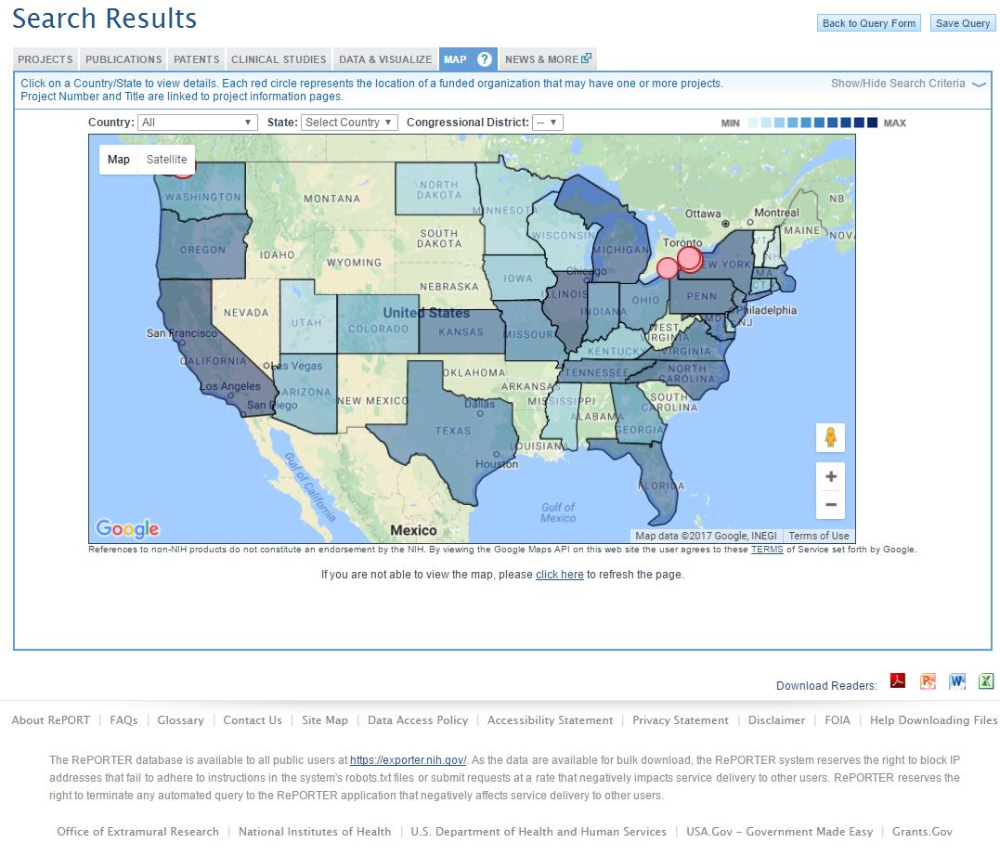 Search Results
Back to Query Form
Save Query
PROJECTS
PUBLICATIONS
PATENTS
CLINICAL STUDIES
DATA & VISUALIZE
MAP
?
NEWS & MORE
Click on a Country/State to view details. Each red circle represents the location of a funded organization that may have one or more projects.
Show/Hide Search Criteria
Project Number and Title are linked to project information pages.
Country: All
State: Select Country
Congressional District: --
MIN
MAX
Map
Satellite
WASHINGTON
MONTANA
NORTH
DAKOTA
MINNESOTA
Ottawa
Montreal
NB
MAINE
NOVA
OREGON
IDAHO
WYOMING
SOUTH
DAKOTA
WISCONSIN
MICHIGAN
Toronto
VT
NH
NEW YORK
MA
CT
NEBRASKA
IOWA
Chicago
ILLINOIS
INDIANA
OHIO
PENN
Philadelphia
NJ
MD
NEVADA
UTAH
COLORADO
United States
KANSAS
MISSOURI
WEST
VIRGINIA
VIRGINIA
KENTUCKY
San Francisco
CALIFORNIA
Las Vegas
Los Angeles
San Diego
ARIZONA
NEW MEXICO
OKLAHOMA
ARKANSAS
TENNESSEE
NORTH
CAROLINA
SOUTH
CAROLINA
MISSISSIPPI
ALABAMA
GEORGIA
Dallas
TEXAS
LOUISIANA
Houston
FLORIDA
Gulf of California
Gulf of
Mexico
Mexico
Google
Map data ©2017 Google, INEGI
Terms of Use
References to non-NIH products do not constitute an endorsement by the NIH. By viewing the Google Maps API on this web site the user agrees to these TERMS of Service set forth by Google.
If you are not able to view the map, please click here to refresh the page.
Download Readers:
About RePORT | FAQs | Glossary | Contact Us | Site Map | Data Access Policy | Accessibility Statement | Privacy Statement | Disclaimer | FOIA | Help Downloading Files
The RePORTER database is available to all public users at https://exporter.nih.gov/. As the data are available for bulk download, the RePORTER system reserves the right to block IP
addresses that fail to adhere to instructions in the system's robots.txt files or submit requests at a rate that negatively impacts service delivery to other users. RePORTER reserves the
right to terminate any automated query to the RePORTER application that negatively affects service delivery to other users.
Office of Extramural Research | National Institutes of Health | U.S. Department of Health and Human Services | USA.Gov – Government Made Easy | Grants.Gov